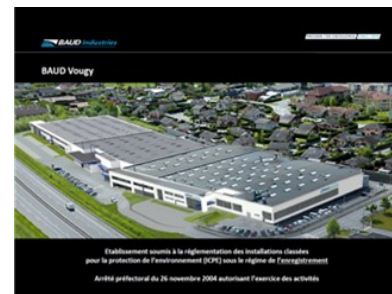 BAUD Industries
BAUD Vougy
Etablissement soumis à la réglementation des installations classées
pour la protection de l'environnement (ICPE) sous le régime de l'enregistrement
Arrêté préfectoral du 26 novembre 2004 autorisant l'exercice des activités